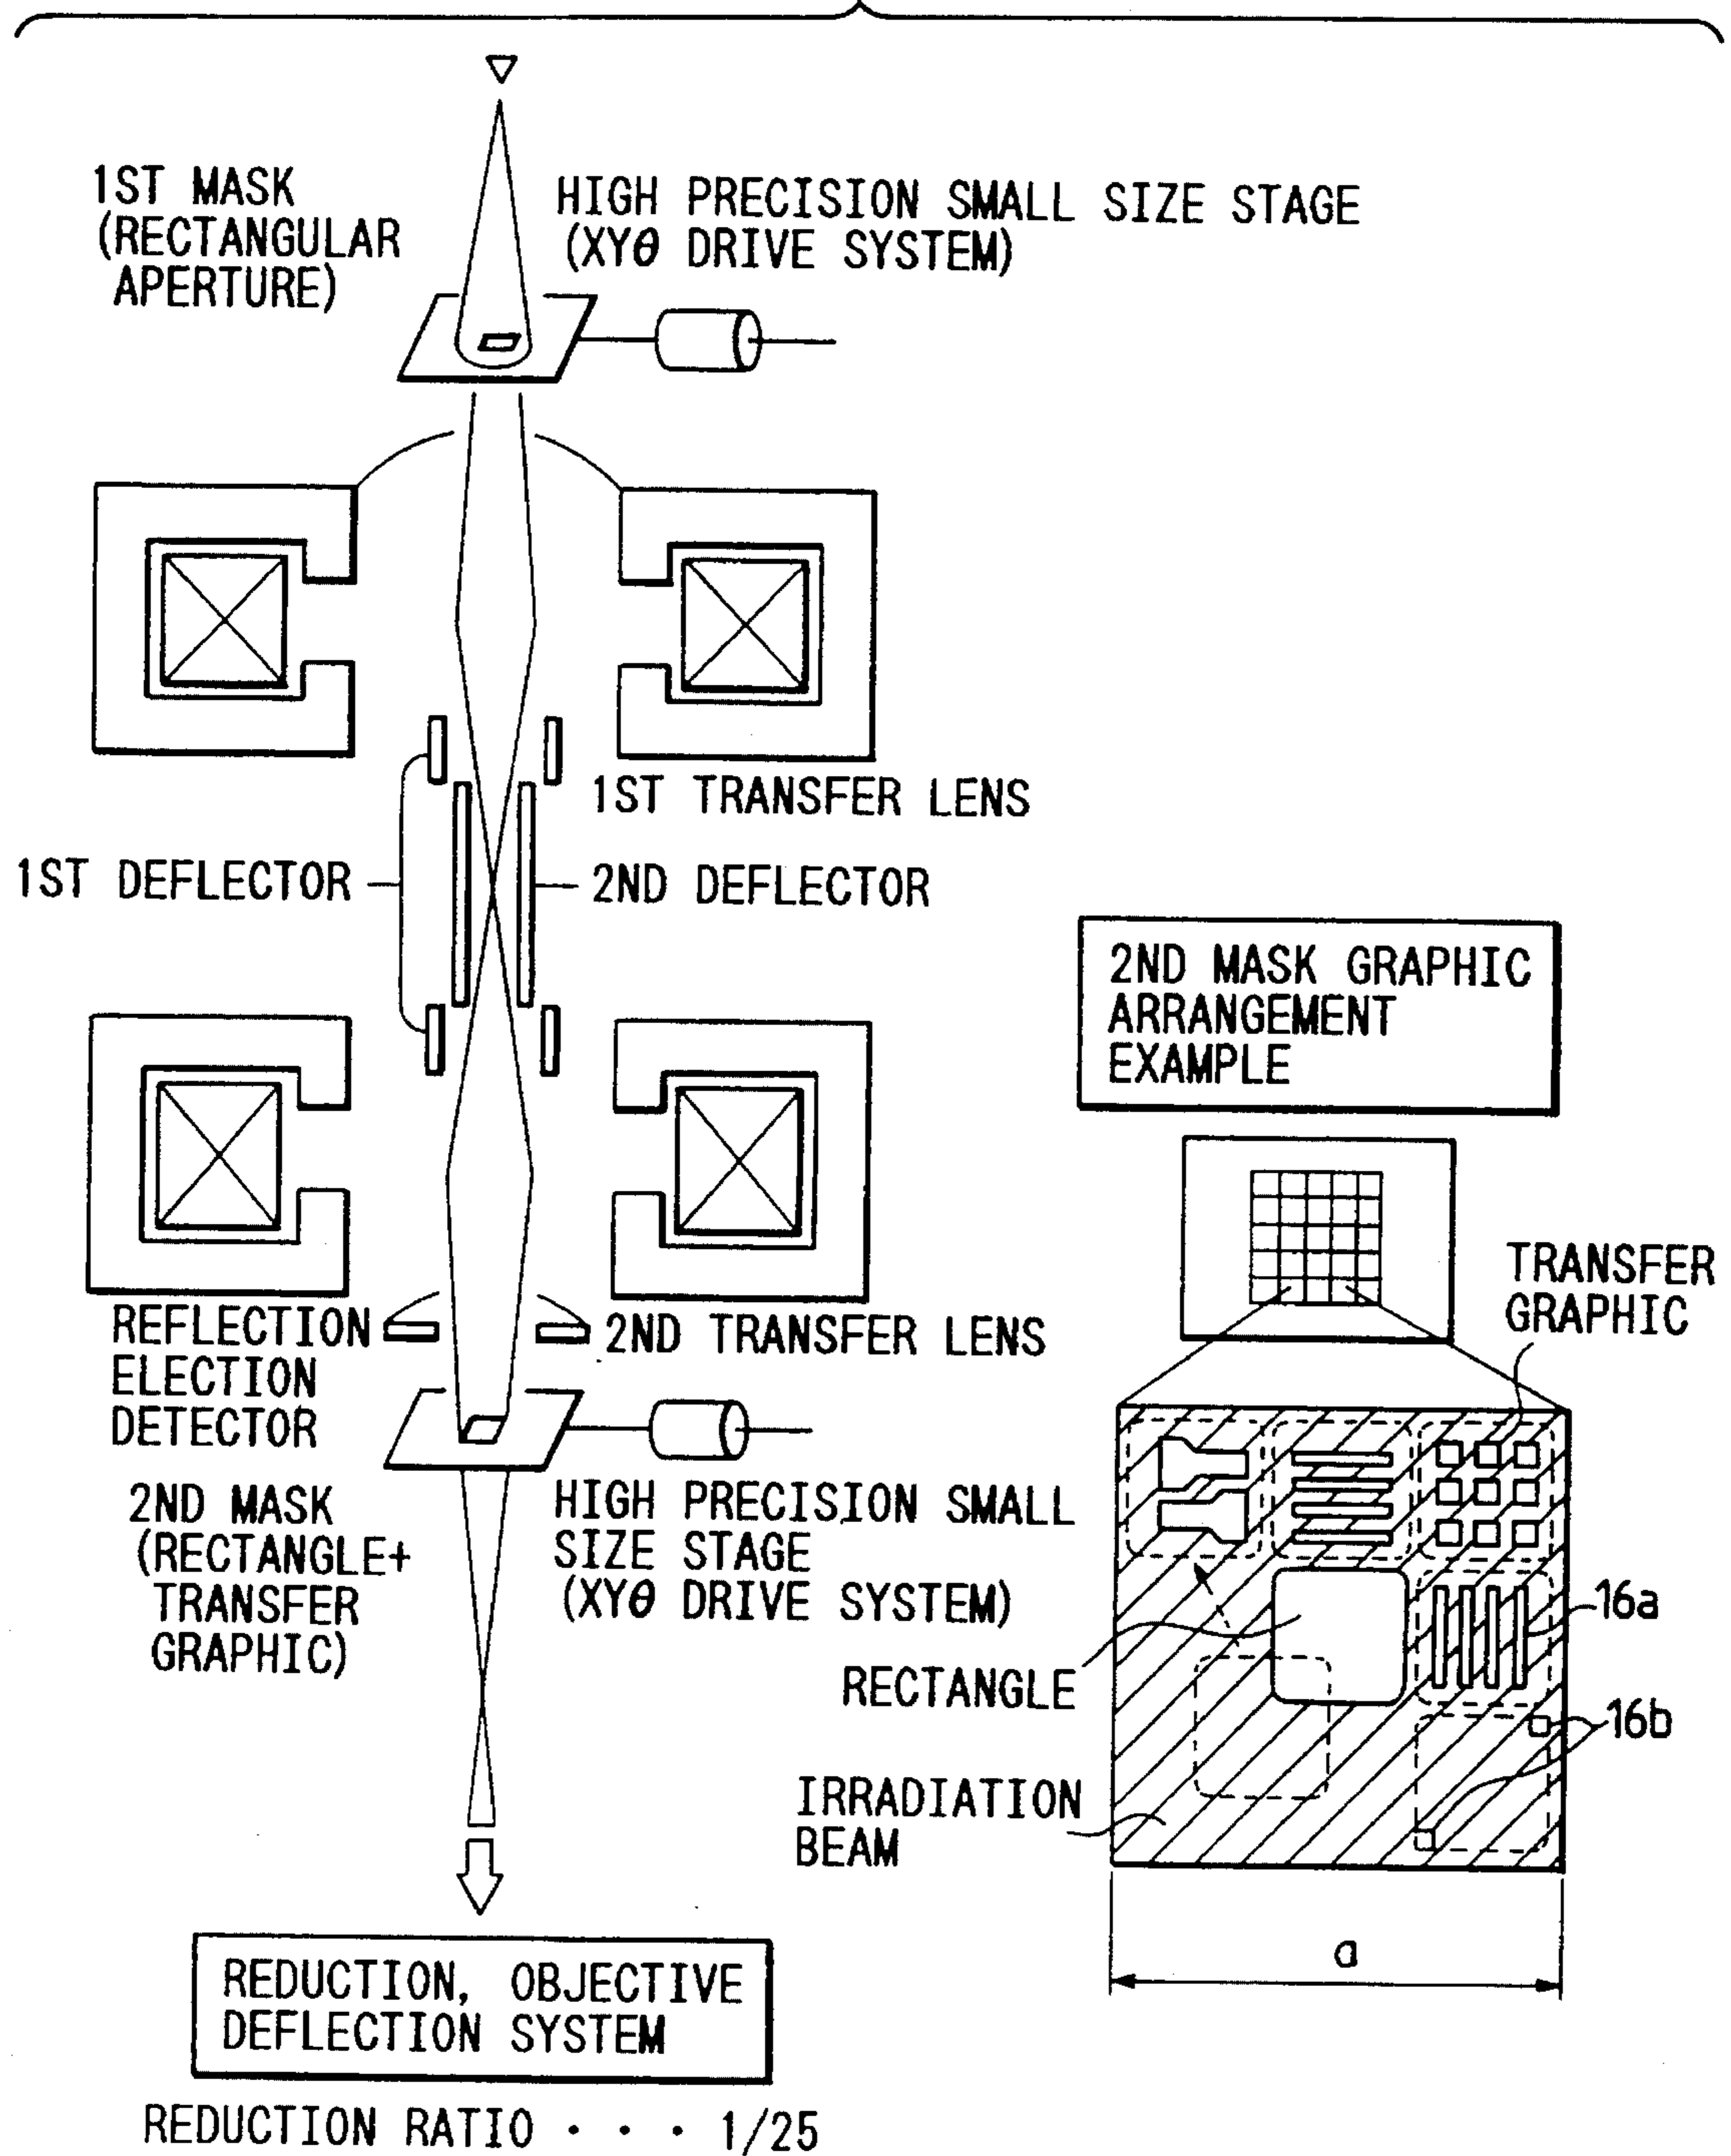 1ST MASK
(RECTANGULAR
APERTURE)
HIGH PRECISION SMALL SIZE STAGE
(XYθ DRIVE SYSTEM)
1ST TRANSFER LENS
1ST DEFLECTOR
2ND DEFLECTOR
2ND MASK GRAPHIC
ARRANGEMENT
EXAMPLE
TRANSFER
GRAPHIC
REFLECTION
ELECTION
DETECTOR
2ND TRANSFER LENS
2ND MASK
(RECTANGLE+
TRANSFER
GRAPHIC)
HIGH PRECISION SMALL
SIZE STAGE
(XYθ DRIVE SYSTEM)
16a
RECTANGLE
16b
IRRADIATION
BEAM
a
REDUCTION, OBJECTIVE
DEFLECTION SYSTEM
REDUCTION RATIO · · · 1/25